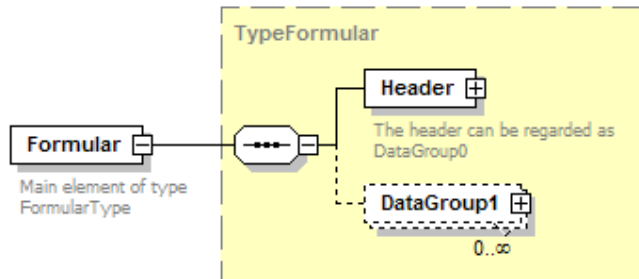 TypeFormular
Header
The header can be regarded as
DataGroup0
Formular
Main element of type
FormularType
DataGroup1
0..∞